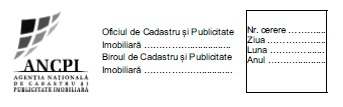 ANCPI
AGENȚIA NAȚIONALĂ
DE CADASTRU ȘI
PUBLICITATE IMOBILIARĂ
Oficiul de Cadastru și Publicitate
Imobiliară ................................
Biroul de Cadastru și Publicitate
Imobiliară ................................
Nr. cerere ............
Ziua ....................
Luna ...................
Anul ...................